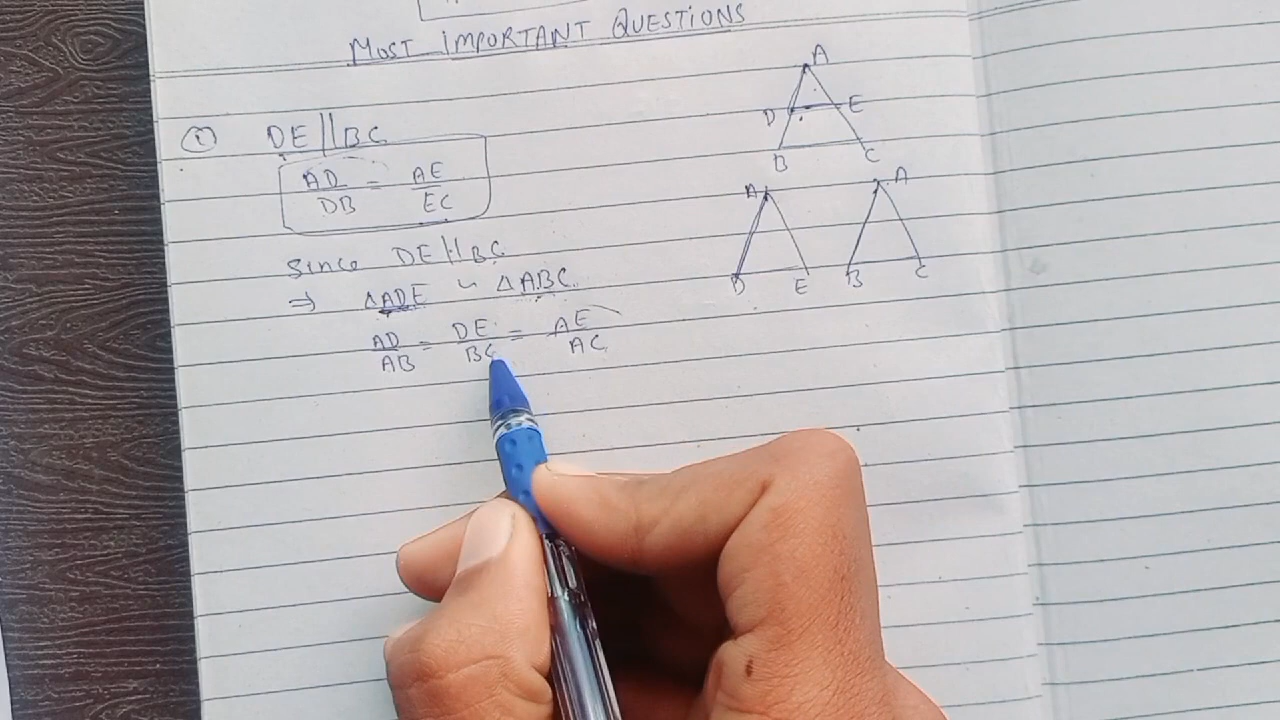 MOST IMPORTANT QUESTIONS
① DE || BC
AD/DB = AE/EC
Since DE || BC
⇒ △ADE ~ △ABC
AD/AB = DE/BC = AE/AC
A
D E
B C
A A
D E B C